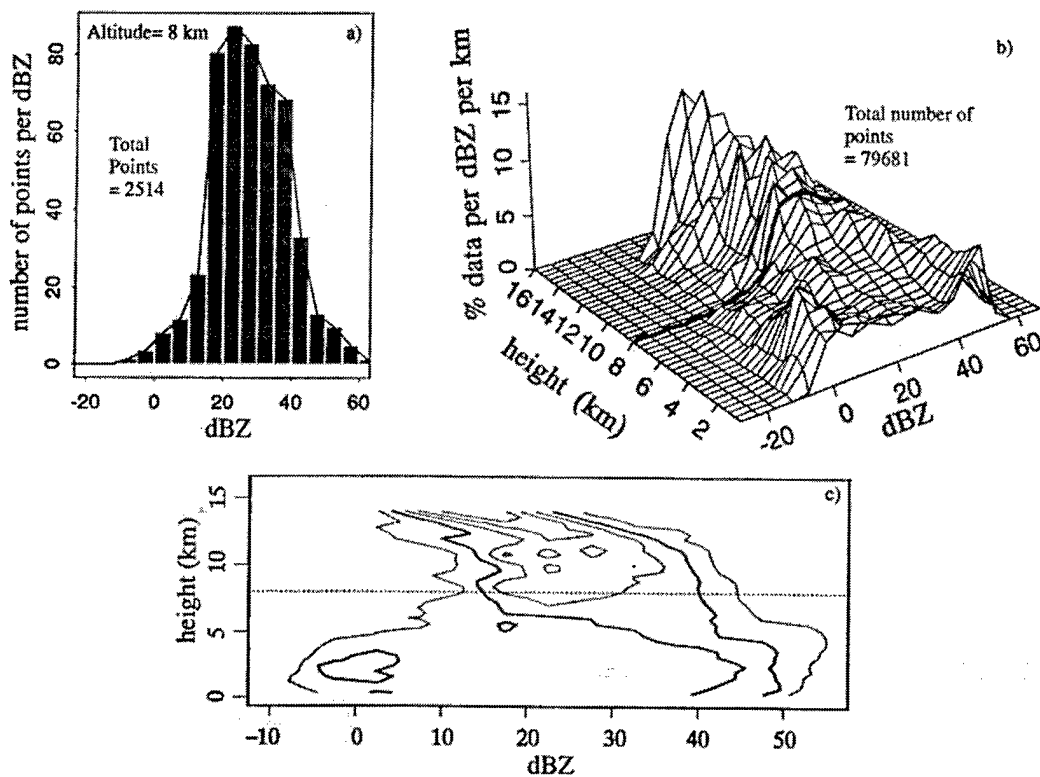 a)
Altitude= 8 km
Total
Points
= 2514
number of points per dBZ
0 20 40 60 80
-20 0 20 40 60
dBZ
b)
Total number of
points
= 79681
% data per dBZ per km
0 5 10 15
16 14 12 10 8 6 4 2
height (km)
-20 0 20 40 60
dBZ
c)
height (km)
0 5 10 15
-10 0 10 20 30 40 50
dBZ